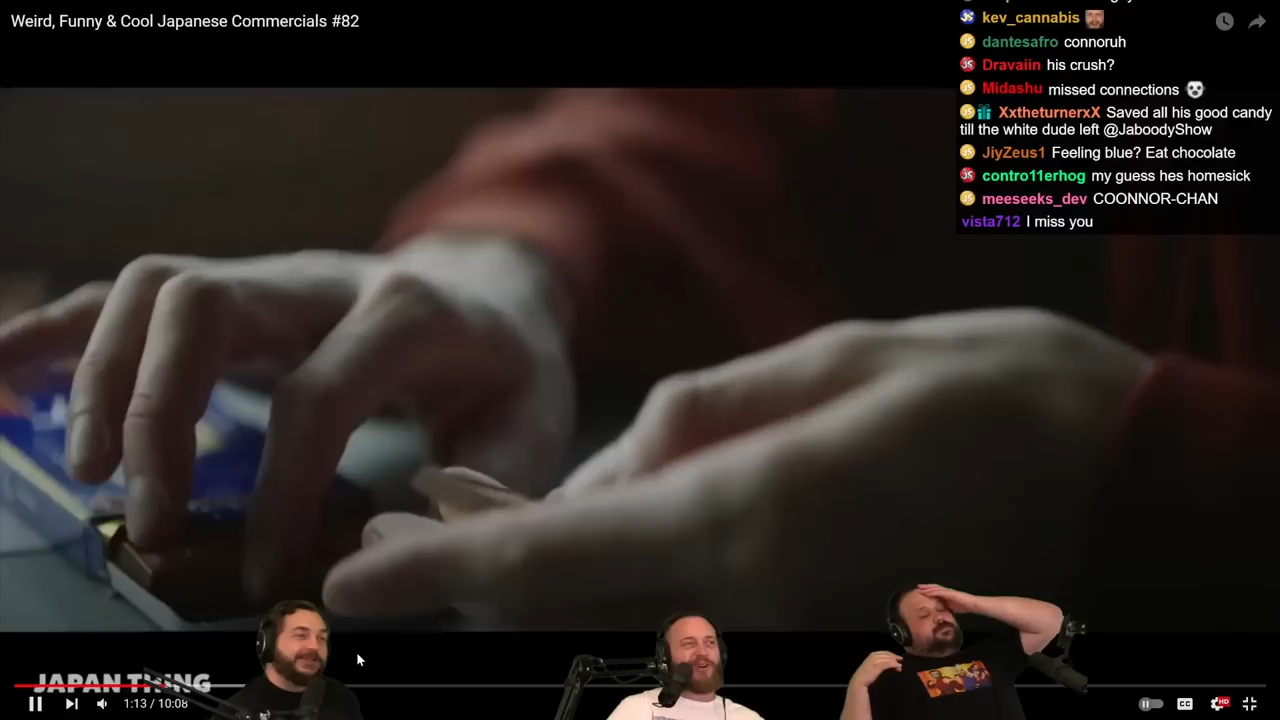 Weird, Funny & Cool Japanese Commercials #82
kev_cannabis
dantesafro connoruh
Dravaiin his crush?
Midashu missed connections
XxtheturnerxX Saved all his good candy
till the white dude left @JaboodyShow
JiyZeus1 Feeling blue? Eat chocolate
contro11erhog my guess hes homesick
meeseeks_dev COONNOR-CHAN
vista712 I miss you
JAPAN THING
1:13 / 10:08
CC
HD